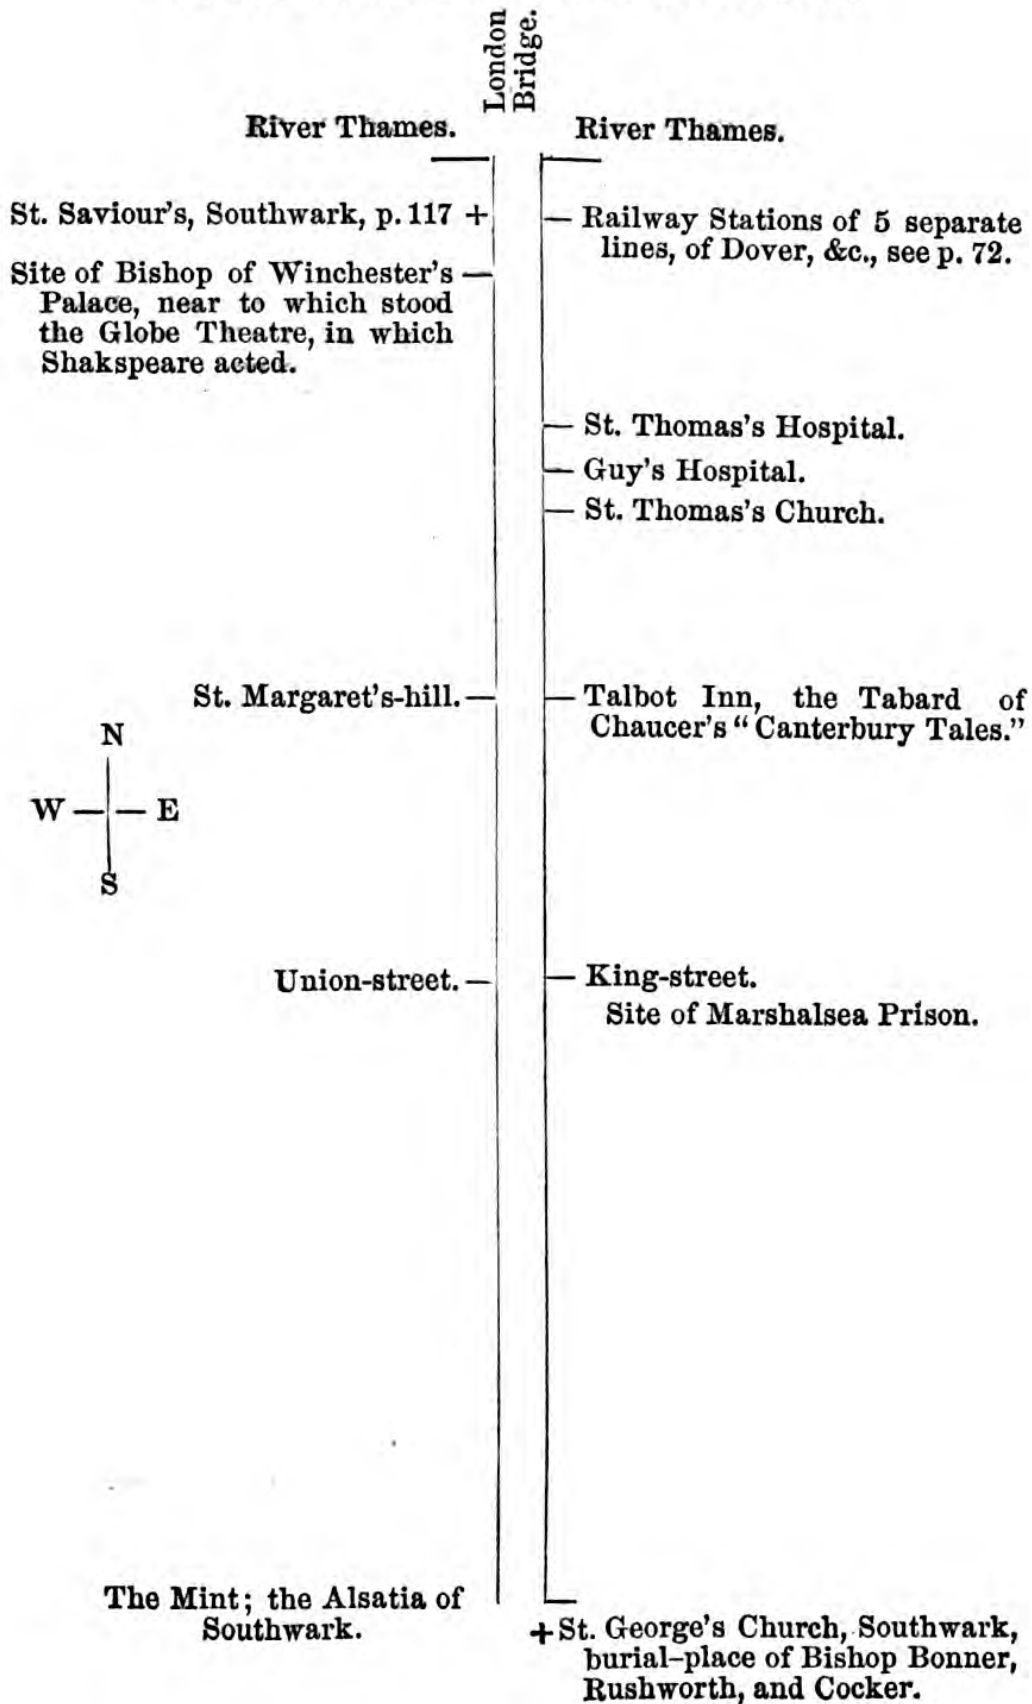 London
Bridge.
River Thames.
River Thames.
St. Saviour's, Southwark, p. 117 +
— Railway Stations of 5 separate
lines, of Dover, &c., see p. 72.
Site of Bishop of Winchester's —
Palace, near to which stood
the Globe Theatre, in which
Shakspeare acted.
— St. Thomas's Hospital.
— Guy's Hospital.
— St. Thomas's Church.
St. Margaret's-hill. —
— Talbot Inn, the Tabard of
Chaucer's "Canterbury Tales."
N
W — — E
S
Union-street. —
— King-street.
Site of Marshalsea Prison.
The Mint; the Alsatia of
Southwark.
+ St. George's Church, Southwark,
burial-place of Bishop Bonner,
Rushworth, and Cocker.